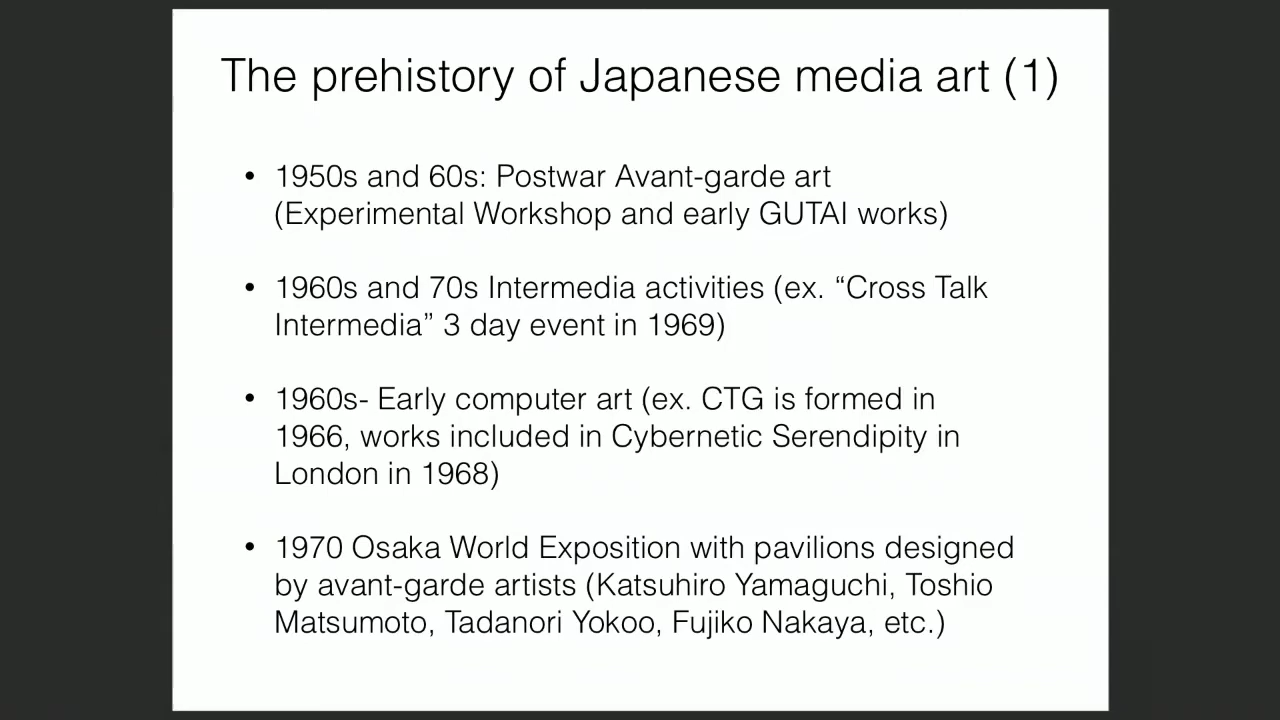 The prehistory of Japanese media art (1)
• 1950s and 60s: Postwar Avant-garde art
(Experimental Workshop and early GUTAI works)
• 1960s and 70s Intermedia activities (ex. “Cross Talk
Intermedia” 3 day event in 1969)
• 1960s- Early computer art (ex. CTG is formed in
1966, works included in Cybernetic Serendipity in
London in 1968)
• 1970 Osaka World Exposition with pavilions designed
by avant-garde artists (Katsuhiro Yamaguchi, Toshio
Matsumoto, Tadanori Yokoo, Fujiko Nakaya, etc.)